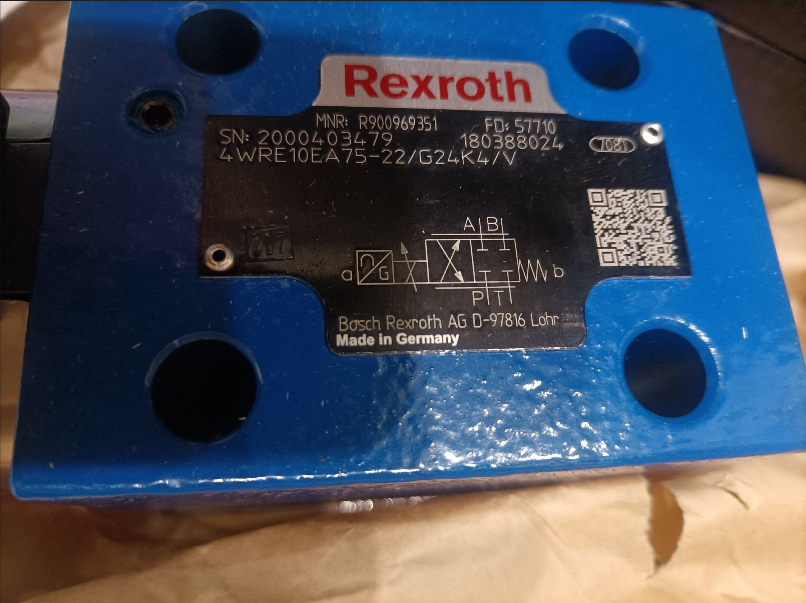 Rexroth
MNR: R900969351 FD: 57710
SN: 2000403479 180388024 7081
4WRE10EA75-22/G24K4/V
A B
a G b
P T
Bosch Rexroth AG D-97816 Lohr
Made in Germany